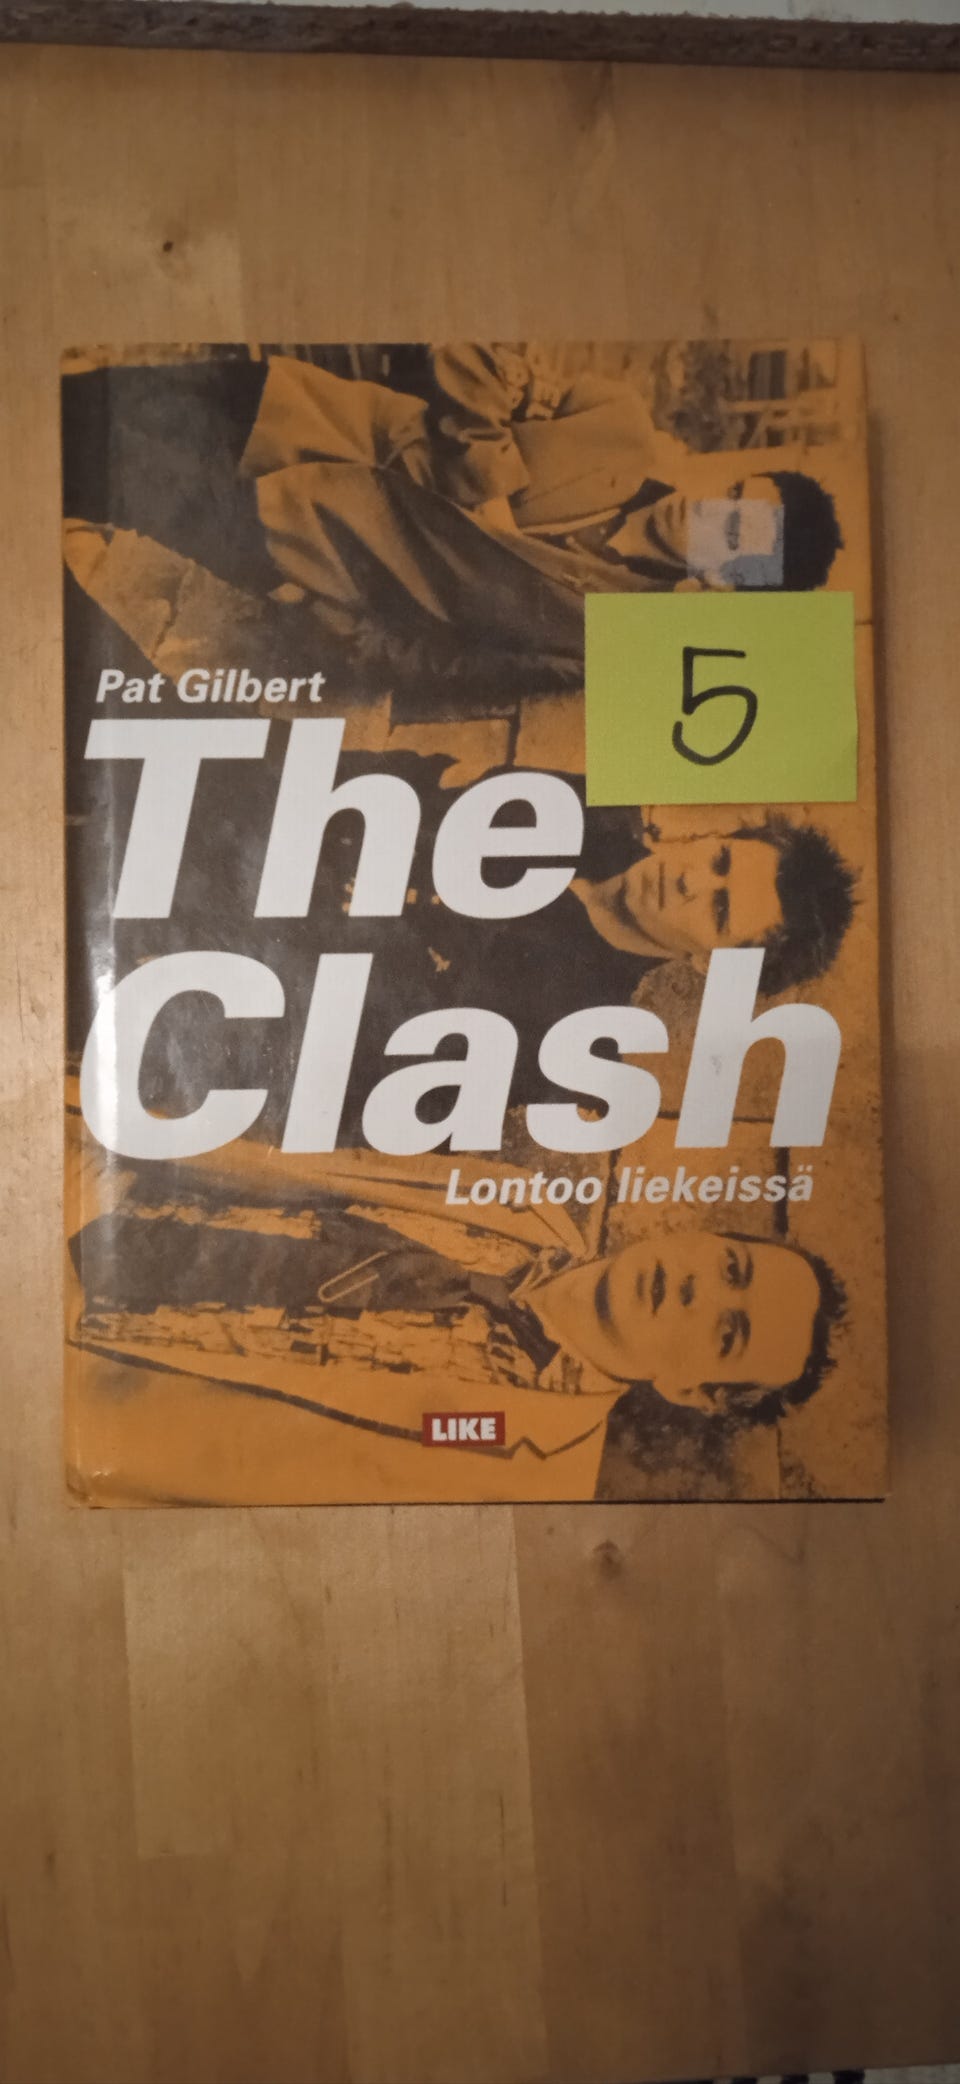 5
Pat Gilbert
The
Clash
Lontoo liekeissä
LIKE